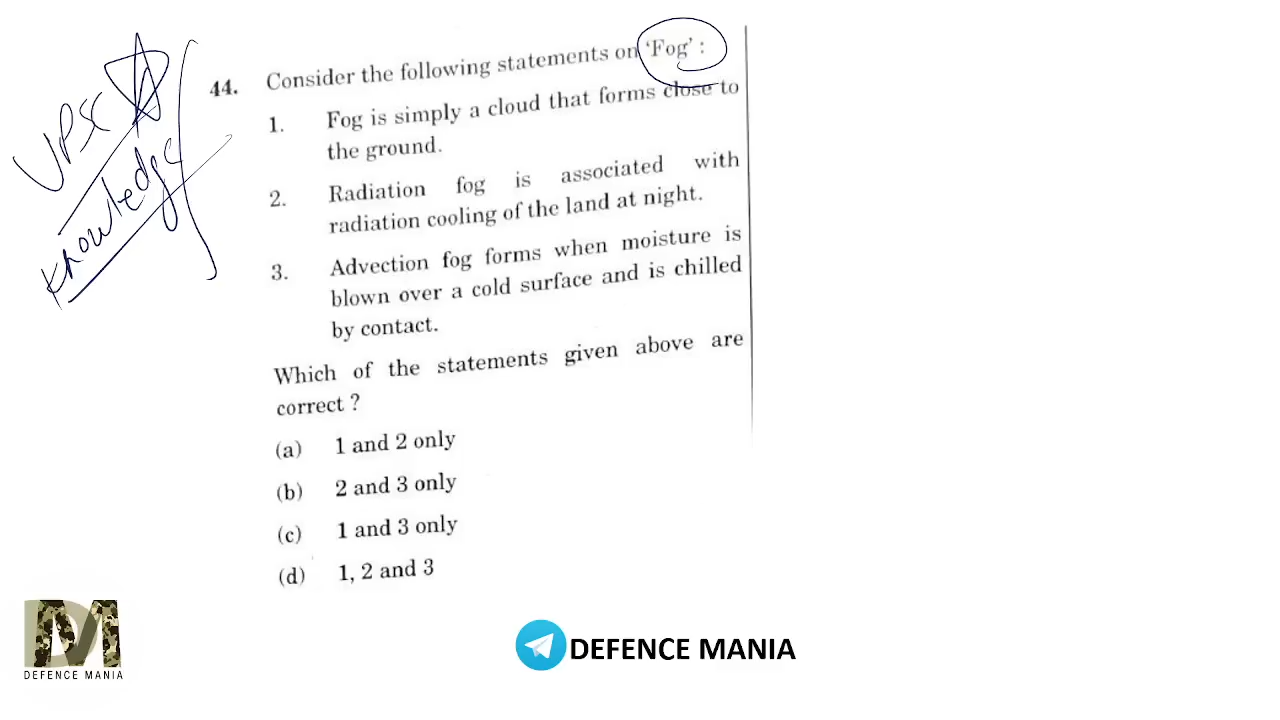 UPSC
Knowledge
44. Consider the following statements on 'Fog' :
1. Fog is simply a cloud that forms close to
the ground.
2. Radiation fog is associated with
radiation cooling of the land at night.
3. Advection fog forms when moisture is
blown over a cold surface and is chilled
by contact.
Which of the statements given above are
correct ?
(a) 1 and 2 only
(b) 2 and 3 only
(c) 1 and 3 only
(d) 1, 2 and 3
DM
DEFENCE MANIA
DEFENCE MANIA